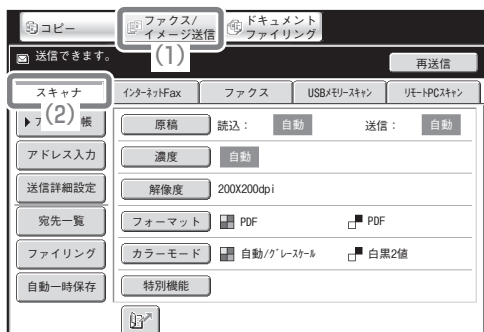 コピー
ファクス/
イメージ送信
ドキュメント
ファイリング
(1)
送信できます。
再送信
スキャナ
インターネットFax
ファクス
USBメモリースキャン
リモートPCスキャン
(2)
ア 帳
原稿
読込:
自動
送信:
自動
アドレス入力
濃度
自動
送信詳細設定
解像度
200X200dpi
宛先一覧
フォーマット
PDF
PDF
ファイリング
カラーモード
自動/グレースケール
白黒2値
自動一時保存
特別機能